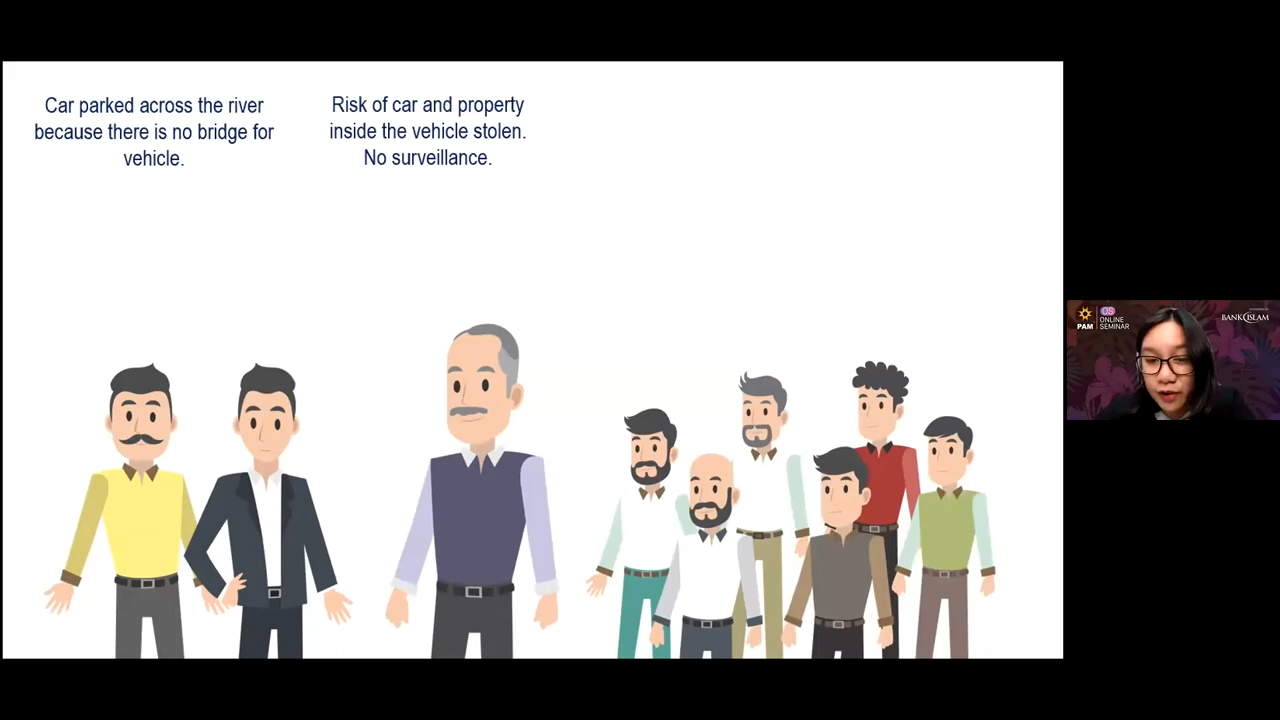 Car parked across the river
because there is no bridge for
vehicle.
Risk of car and property
inside the vehicle stolen.
No surveillance.
PAM
OS
ONLINE
SEMINAR
BANK ISLAM